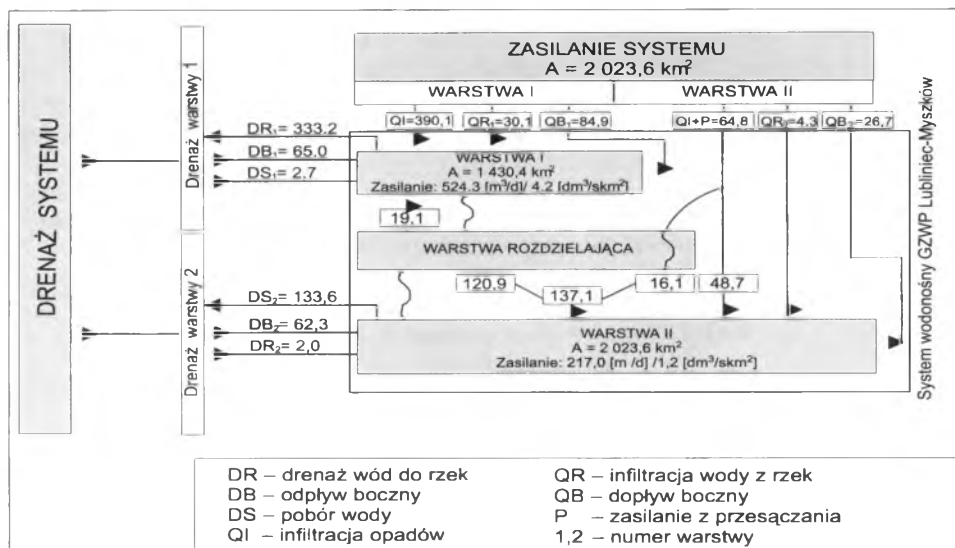 DRENAŻ SYSTEMU
Drenaż warstwy 1
Drenaż warstwy 2
ZASILANIE SYSTEMU
A = 2 023,6 km²
WARSTWA I
WARSTWA II
QI=390,1
QR₁=30,1
QB₁=84,9
QI+P=64,8
QR₂=4.3
QB₂=26,7
DR₁= 333.2
DB₁= 65.0
DS₁= 2,7
WARSTWA I
A = 1 430,4 km²
Zasilanie: 524.3 [m³/d]/ 4.2 [dm³/skm²]
19,1
WARSTWA ROZDZIELAJĄCA
120,9
137,1
16,1
48,7
DS₂= 133,6
DB₂= 62,3
DR₂= 2,0
WARSTWA II
A = 2 023,6 km²
Zasilanie: 217,0 [m /d] /1,2 [dm³/skm²]
System wodonośny GZWP Lubliniec-Myszków
DR – drenaż wód do rzek
DB – odpływ boczny
DS – pobór wody
QI – infiltracja opadów
QR – infiltracja wody z rzek
QB – dopływ boczny
P – zasilanie z przesączania
1,2 – numer warstwy